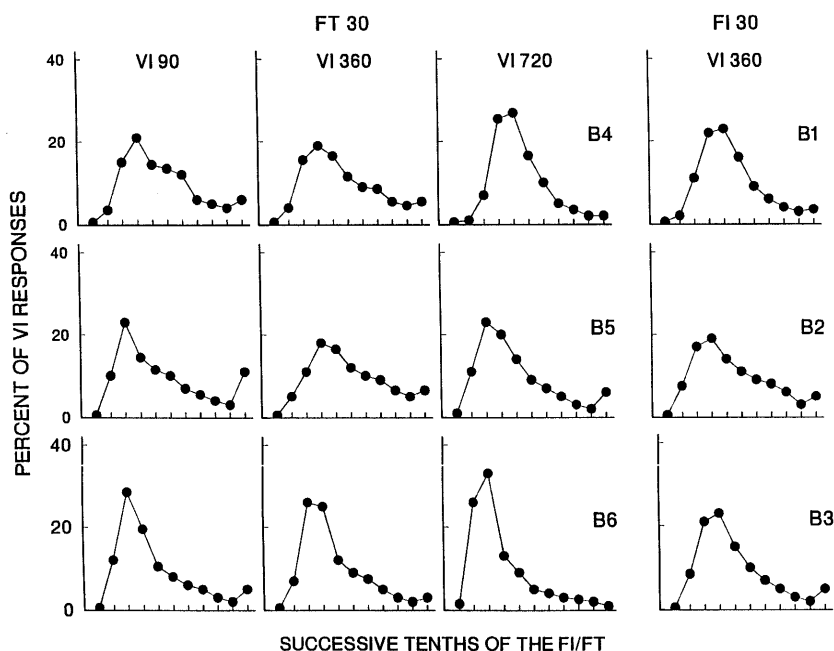 FT 30 FI 30
VI 90 VI 360 VI 720 VI 360
40
20
0
B4 B1
40
20
0
B5 B2
40
20
0
B6 B3
PERCENT OF VI RESPONSES
SUCCESSIVE TENTHS OF THE FI/FT